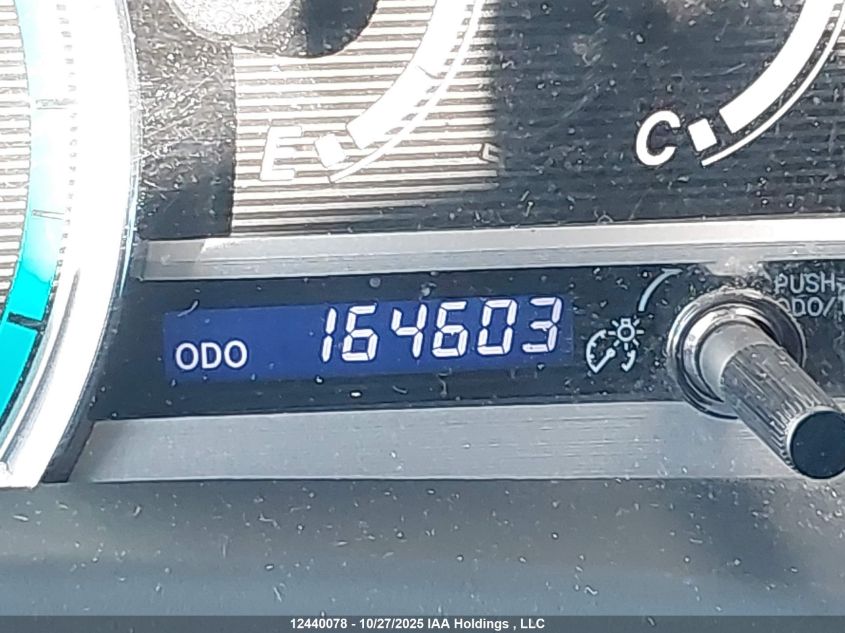 E
C
PUSH
ODO/T
ODO 164603
12440078 - 10/27/2025 IAA Holdings , LLC